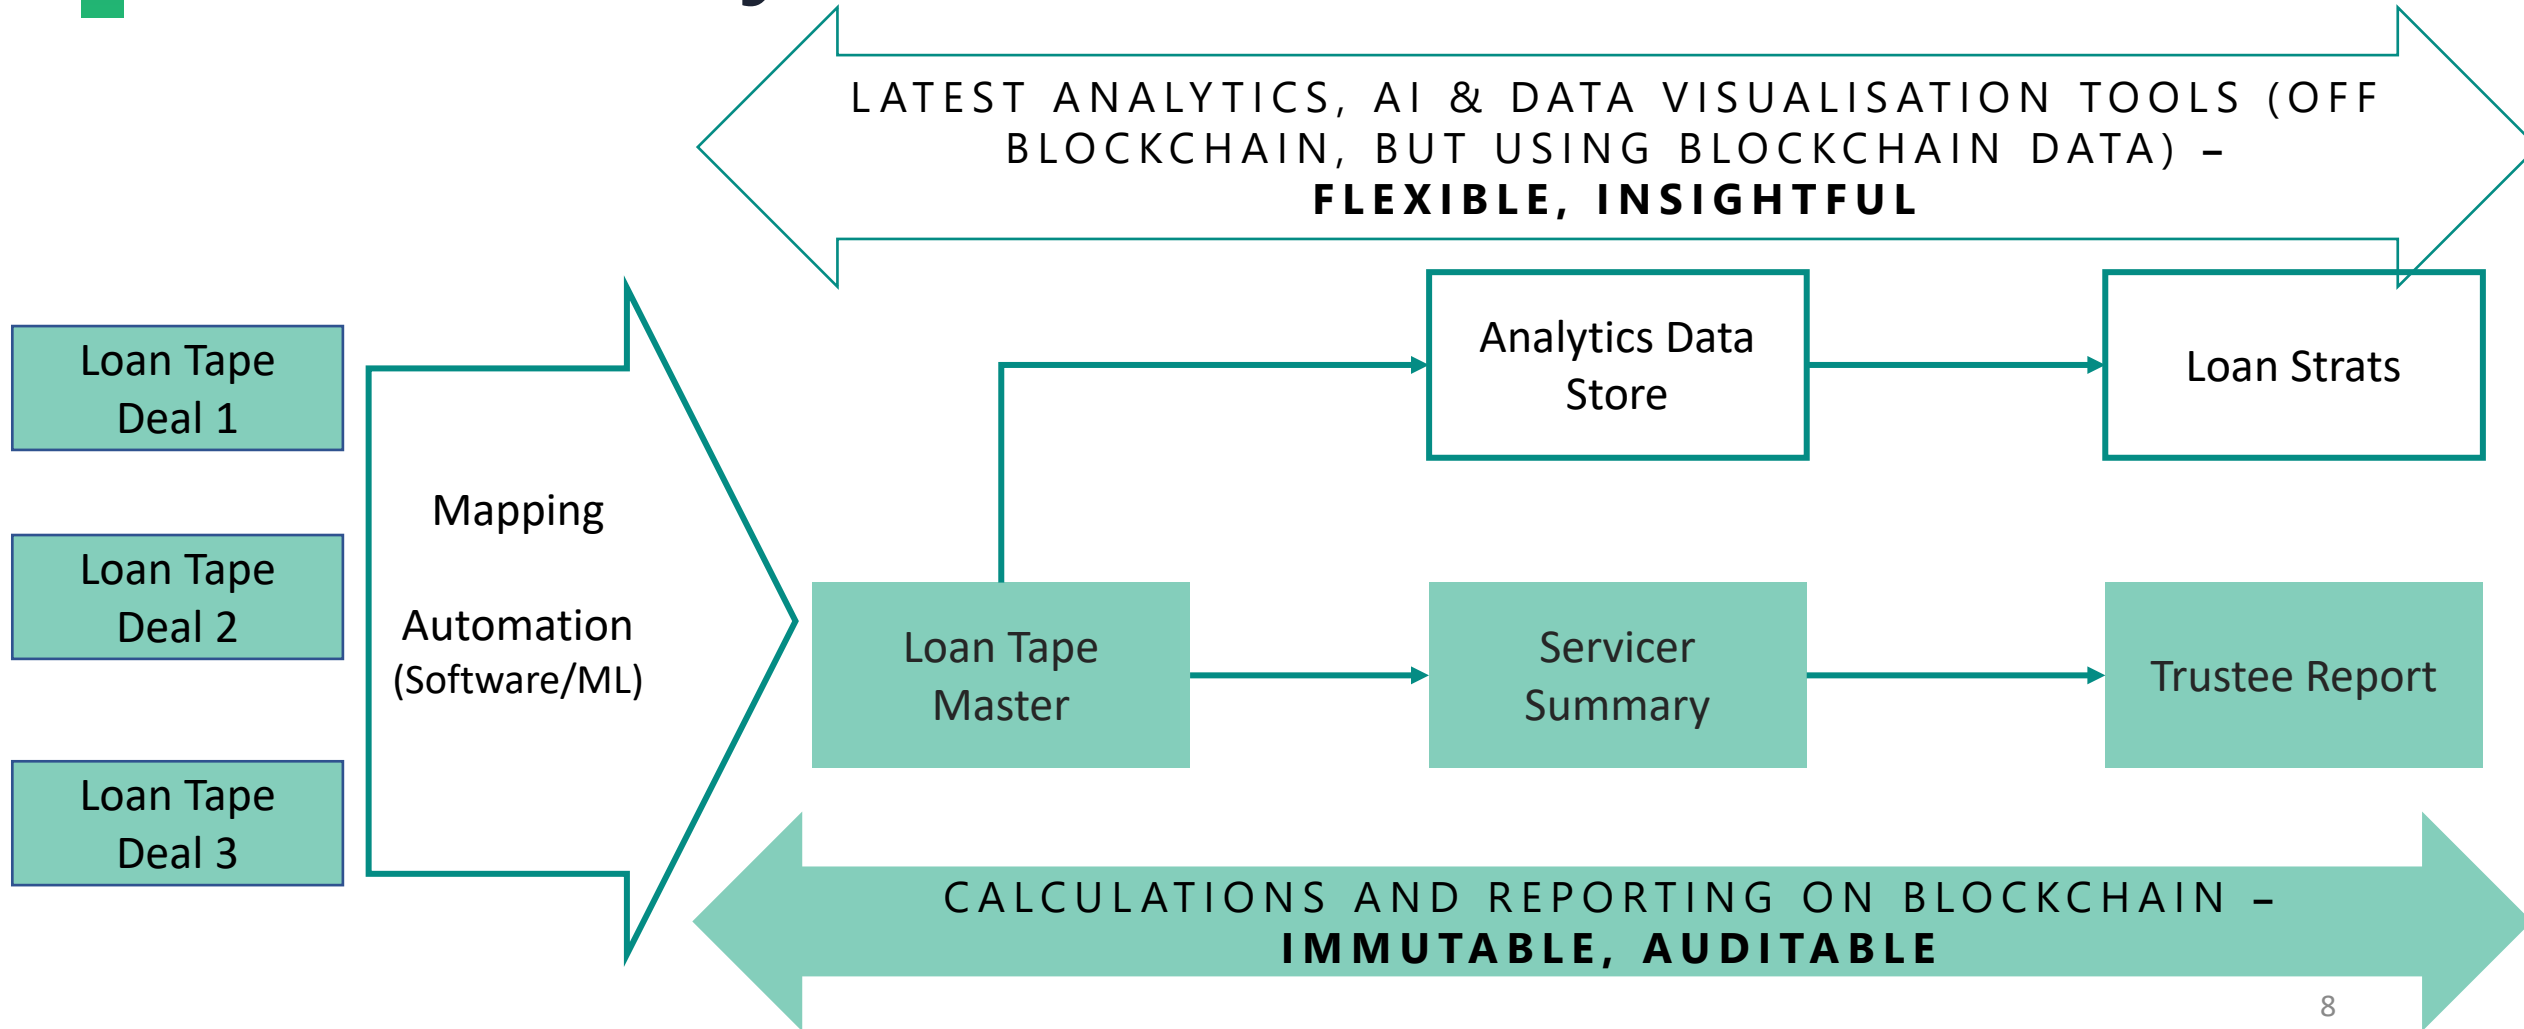 LATEST ANALYTICS, AI & DATA VISUALISATION TOOLS (OFF
BLOCKCHAIN, BUT USING BLOCKCHAIN DATA) –
FLEXIBLE, INSIGHTFUL
Loan Tape
Deal 1
Loan Tape
Deal 2
Loan Tape
Deal 3
Mapping
Automation
(Software/ML)
Analytics Data
Store
Loan Strats
Loan Tape
Master
Servicer
Summary
Trustee Report
CALCULATIONS AND REPORTING ON BLOCKCHAIN –
IMMUTABLE, AUDITABLE
8